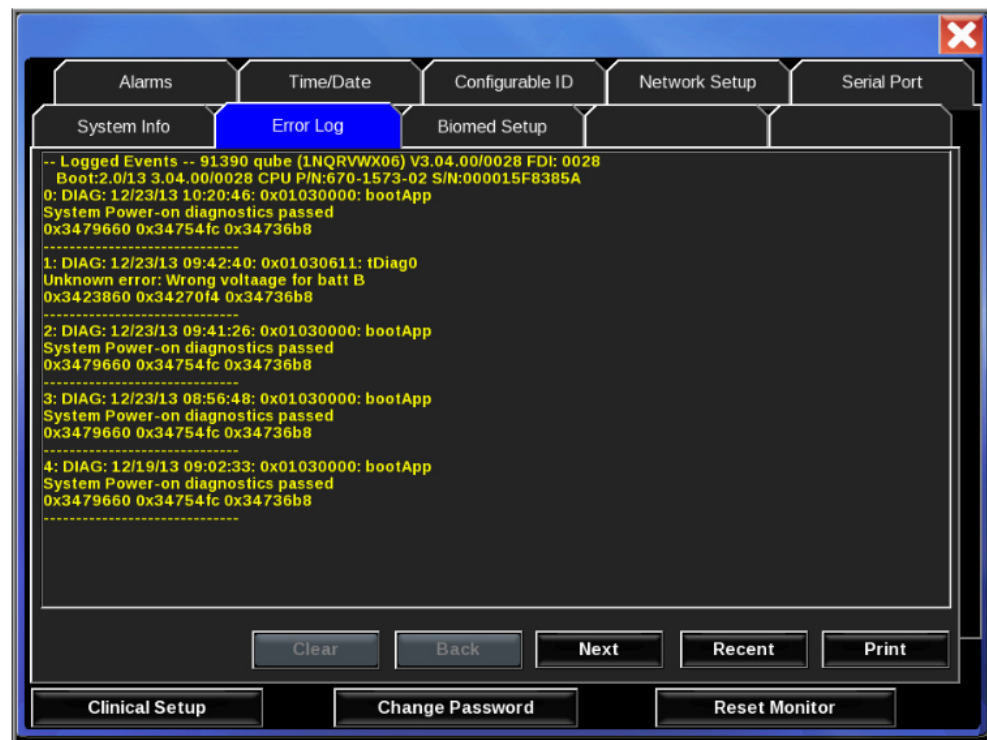 Alarms
Time/Date
Configurable ID
Network Setup
Serial Port
System Info
Error Log
Biomed Setup
-- Logged Events -- 91390 qube (1NQRVWX06) V3.04.00/0028 FDI: 0028
Boot:2.0/13 3.04.00/0028 CPU P/N:670-1573-02 S/N:000015F8385A
0: DIAG: 12/23/13 10:20:46: 0x01030000: bootApp
System Power-on diagnostics passed
0x3479660 0x34754fc 0x34736b8
------------------------------
1: DIAG: 12/23/13 09:42:40: 0x01030611: tDiag0
Unknown error: Wrong voltaage for batt B
0x3423860 0x34270f4 0x34736b8
------------------------------
2: DIAG: 12/23/13 09:41:26: 0x01030000: bootApp
System Power-on diagnostics passed
0x3479660 0x34754fc 0x34736b8
------------------------------
3: DIAG: 12/23/13 08:56:48: 0x01030000: bootApp
System Power-on diagnostics passed
0x3479660 0x34754fc 0x34736b8
------------------------------
4: DIAG: 12/19/13 09:02:33: 0x01030000: bootApp
System Power-on diagnostics passed
0x3479660 0x34754fc 0x34736b8
------------------------------
Clear
Back
Next
Recent
Print
Clinical Setup
Change Password
Reset Monitor